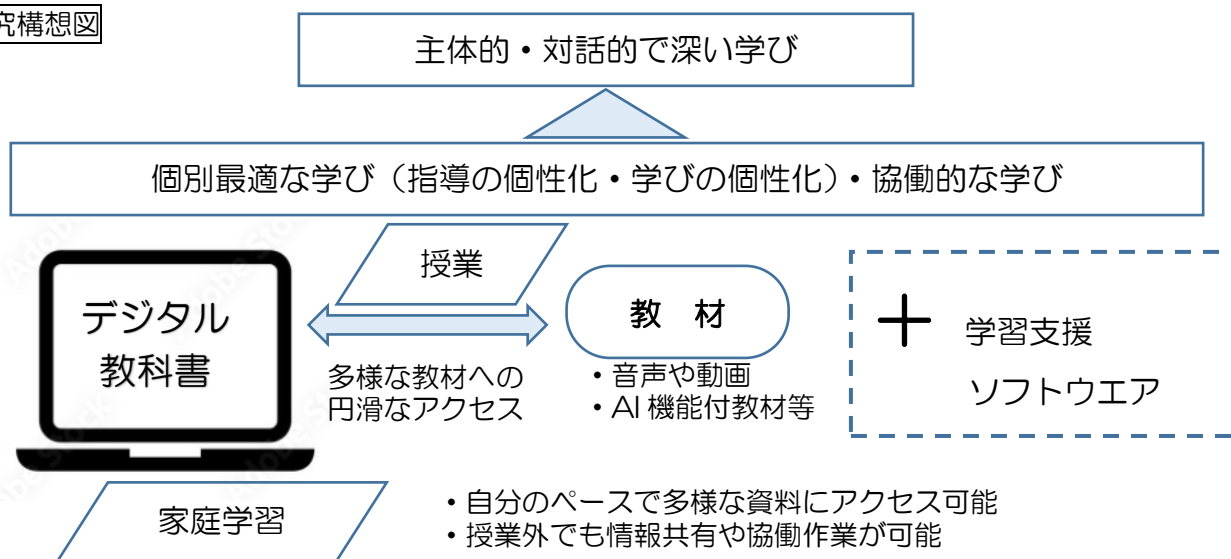 究構想図
主体的・対話的で深い学び
個別最適な学び（指導の個性化・学びの個性化）・協働的な学び
授業
デジタル
教科書
多様な教材への
円滑なアクセス
教 材
・音声や動画
・AI 機能付教材等
＋ 学習支援
ソフトウエア
家庭学習
・自分のペースで多様な資料にアクセス可能
・授業外でも情報共有や協働作業が可能